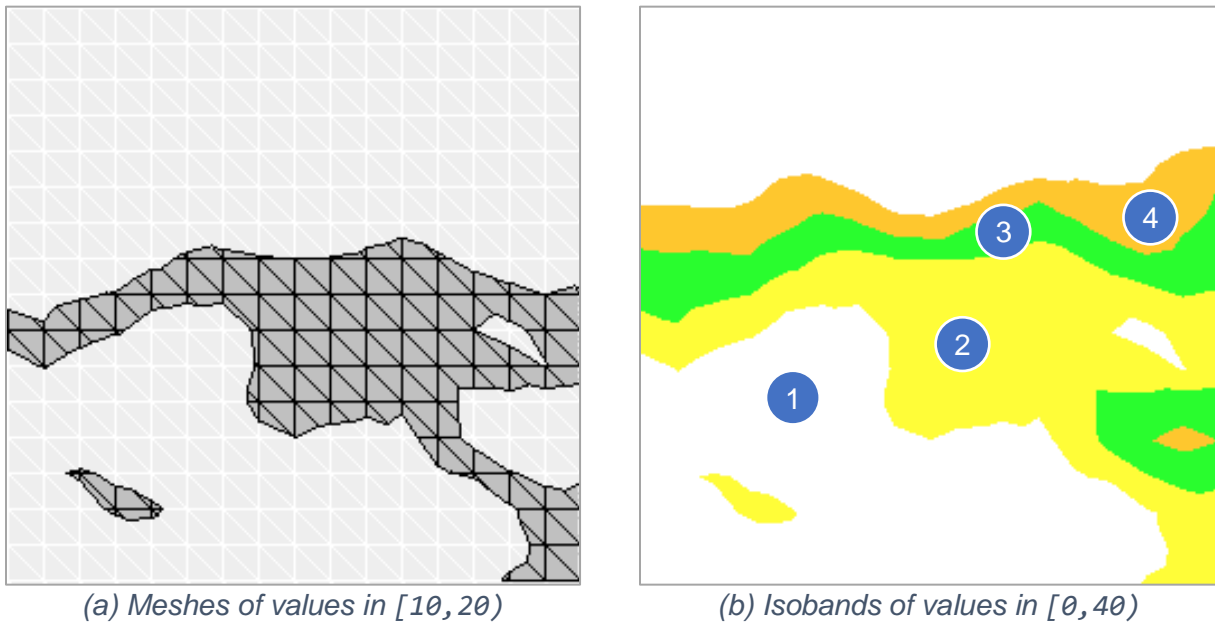 3
4
2
1
(a) Meshes of values in [10,20)
(b) Isobands of values in [0,40)